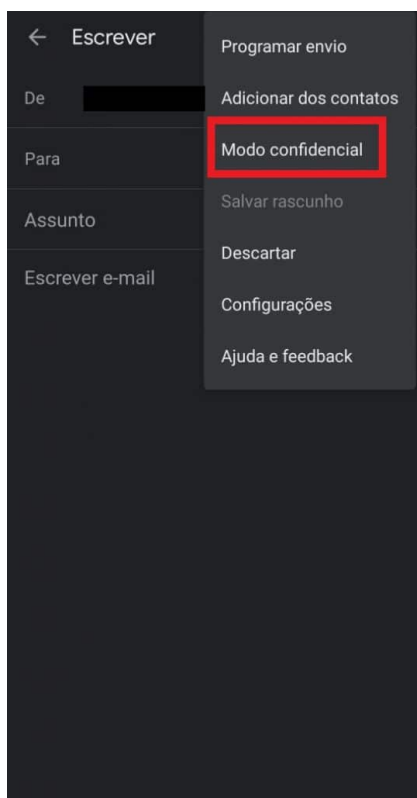 Escrever
De
Para
Assunto
Escrever e-mail
Programar envio
Adicionar dos contatos
Modo confidencial
Salvar rascunho
Descartar
Configurações
Ajuda e feedback